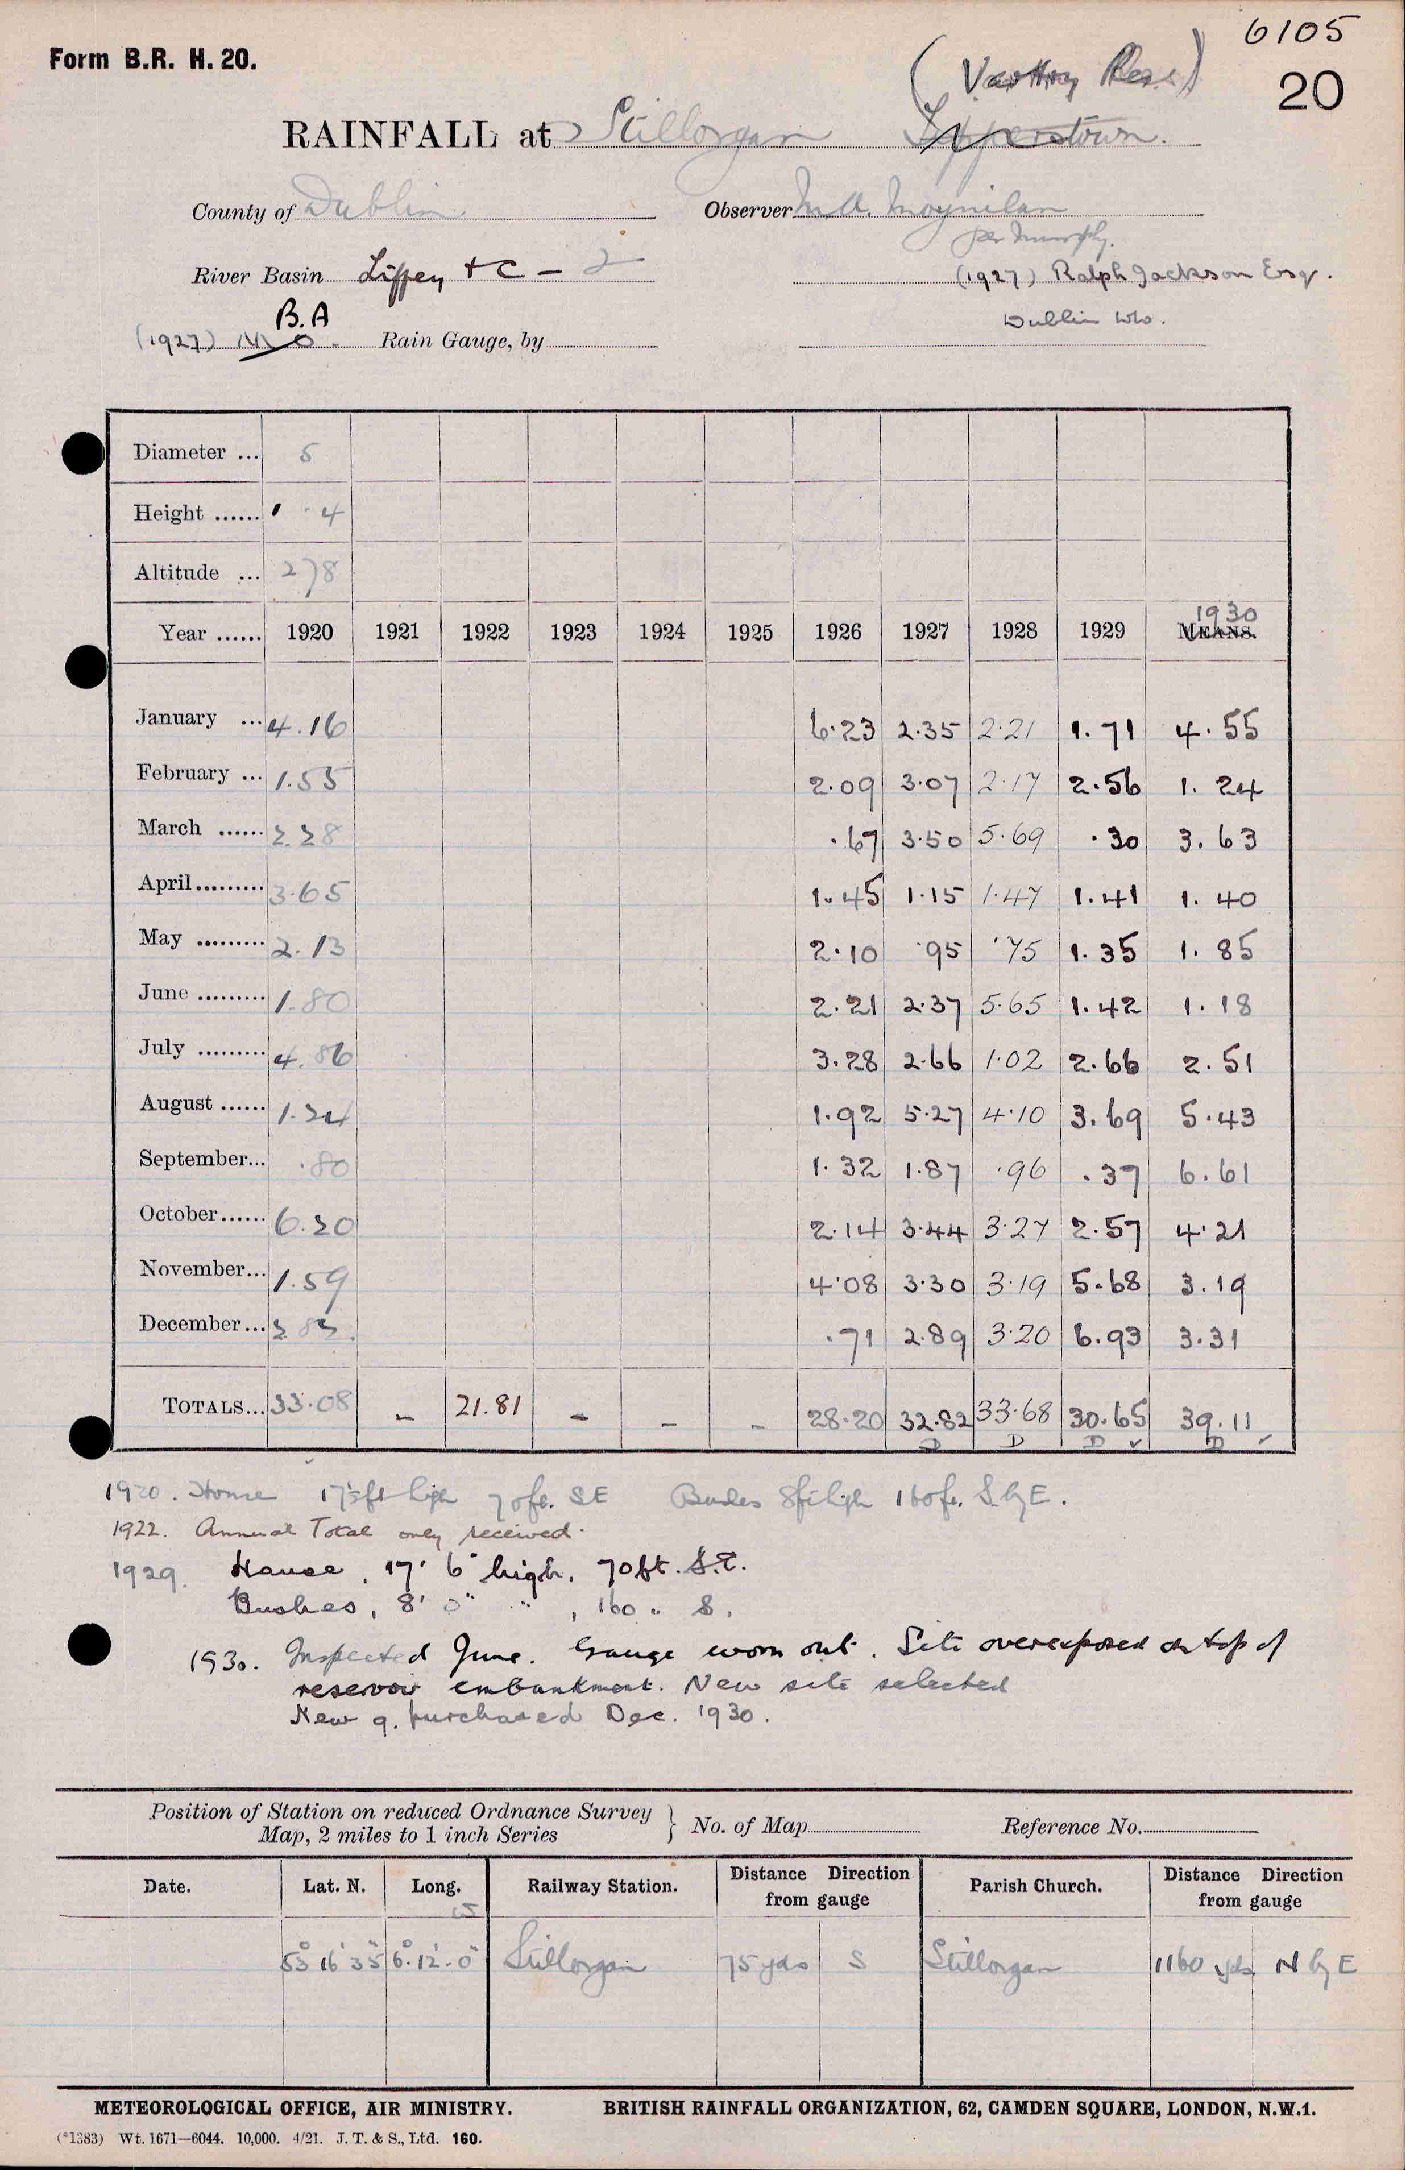 6105
Form B.R. H. 20.
(Vartry Res)
20
RAINFALL at Stillorgan Lepperstown.
County of Dublin
Observer M.A. Moynihan
per Murphy.
River Basin Liffey + C - 2
(1927) Ralph Jackson Esqr.
Dublin WW.
B.A
(1927) M.O. Rain Gauge, by
Diameter ... 5
Height ...... ' .4
Altitude ... 278
1930
Year ...... 1920 1921 1922 1923 1924 1925 1926 1927 1928 1929 MEANS.
January ... 4.16 6.23 2.35 2.21 1.71 4.55
February ... 1.55 2.09 3.07 2.17 2.56 1.24
March ...... 2.28 .67 3.50 5.69 .30 3.63
April......... 3.65 1.45 1.15 1.47 1.41 1.40
May ......... 2.13 2.10 .95 .75 1.35 1.85
June ......... 1.80 2.21 2.37 5.65 1.42 1.18
July ......... 4.86 3.28 2.66 1.02 2.66 2.51
August ...... 1.24 1.92 5.27 4.10 3.69 5.43
September... .80 1.32 1.87 .96 .37 6.61
October...... 6.20 2.14 3.44 3.27 2.57 4.21
November... 1.59 4.08 3.30 3.19 5.68 3.19
December... 2.82 .71 2.89 3.20 6.93 3.31
TOTALS... 33.08 - 21.81 - - - 28.20 32.82 33.68 30.65 39.11
D D D ✓ D ✓
1920. House 17½ft high 70ft. SE Bushes 8ft high 160ft. S by E.
1922. Annual Total only received.
1929. House, 17' 6" high, 70ft. S.E.
Bushes, 8' 0" " , 160 " S.
1930. Inspected June. Gauge worn out. Site overexposed on top of
reservoir embankment. New site selected
New g. purchased Dec. 1930.
Position of Station on reduced Ordnance Survey
Map, 2 miles to 1 inch Series } No. of Map Reference No.
Date. Lat. N. Long. W Railway Station. Distance Direction from gauge Parish Church. Distance Direction from gauge
53° 16' 35" 6° 12' 0" Stillorgan 75 yds S Stillorgan 1160 yds N by E
METEOROLOGICAL OFFICE, AIR MINISTRY. BRITISH RAINFALL ORGANIZATION, 62, CAMDEN SQUARE, LONDON, N.W.1.
(*1383) Wt. 1671—6044. 10,000. 4/21. J. T. & S., Ltd. 160.